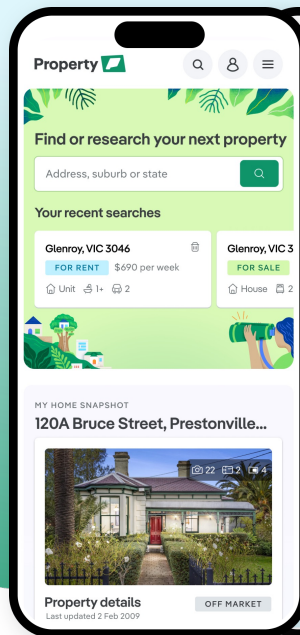 Property
Find or research your next property
Address, suburb or state
Your recent searches
Glenroy, VIC 3046
FOR RENT $690 per week
Unit 1+ 2
Glenroy, VIC 3
FOR SALE
House 2
MY HOME SNAPSHOT
120A Bruce Street, Prestonville...
22 2 4
Property details
OFF MARKET
Last updated 2 Feb 2009